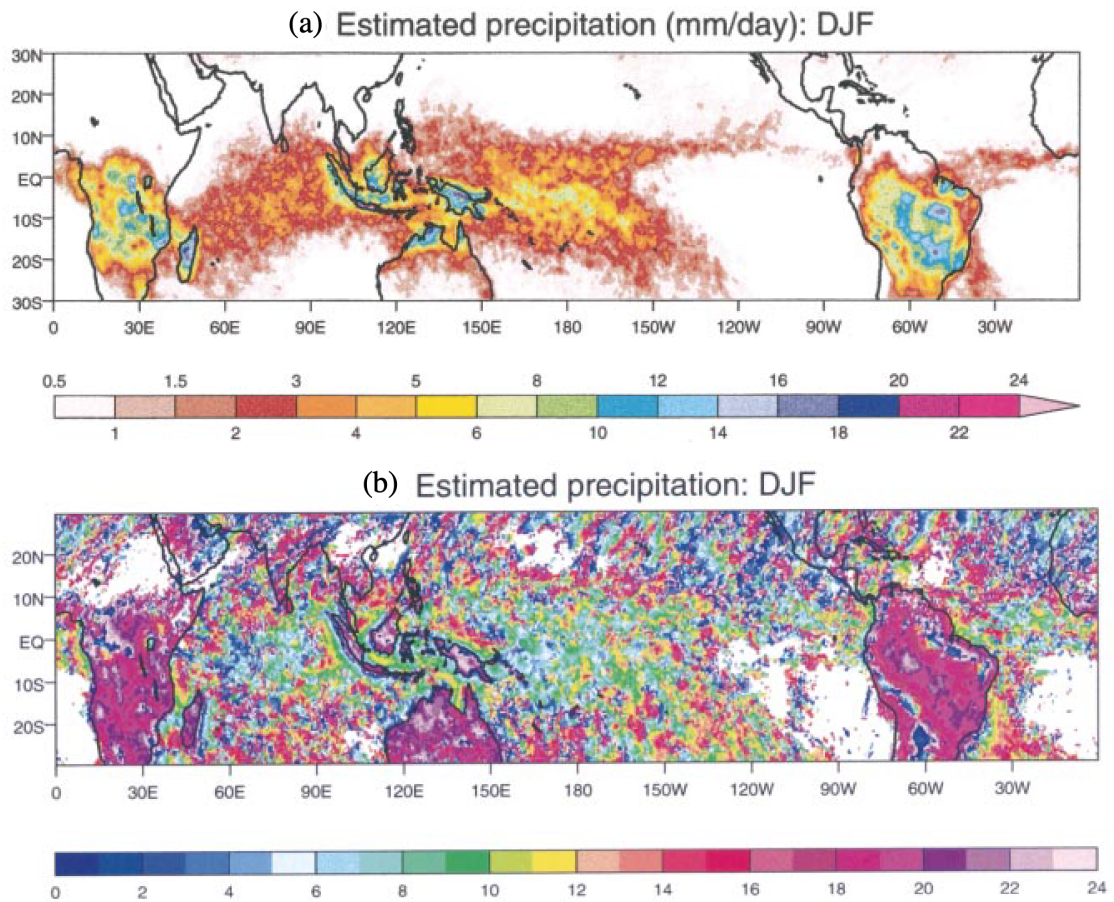 (a) Estimated precipitation (mm/day): DJF
30N
20N
10N
EQ
10S
20S
30S
0 30E 60E 90E 120E 150E 180 150W 120W 90W 60W 30W
0.5 1.5 3 5 8 12 16 20 24
1 2 4 6 10 14 18 22
(b) Estimated precipitation: DJF
20N
10N
EQ
10S
20S
0 30E 60E 90E 120E 150E 180 150W 120W 90W 60W 30W
0 2 4 6 8 10 12 14 16 18 20 22 24